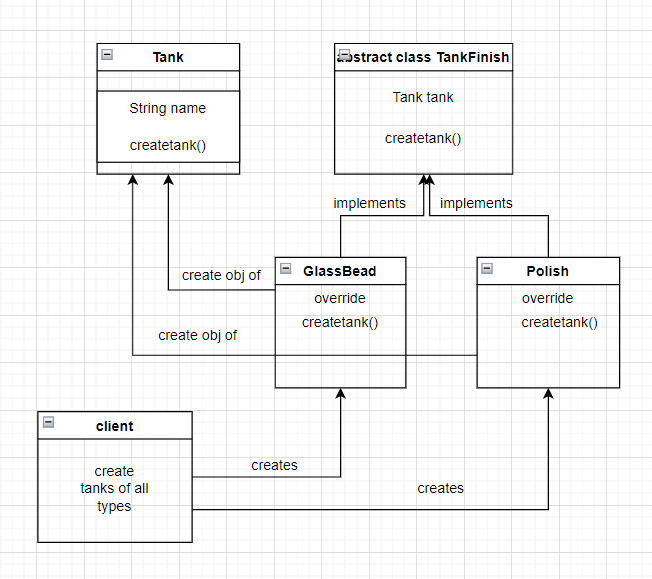 Tank
String name
createtank()
abstract class TankFinish
Tank tank
createtank()
implements
implements
create obj of
GlassBead
override
createtank()
Polish
override
createtank()
create obj of
client
create
tanks of all
types
creates
creates